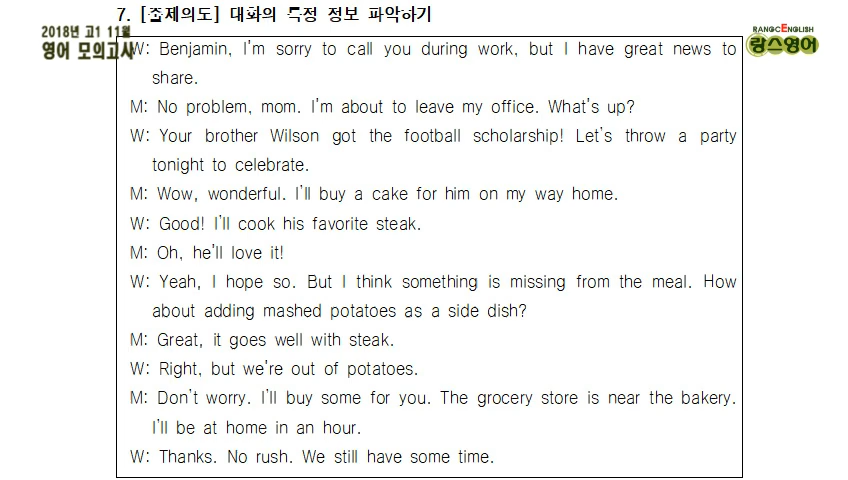 7. [출제의도] 대화의 특정 정보 파악하기
2018년 고1 11월
영어 모의고사
RANGCENGLISH
랑스영어
W: Benjamin, I'm sorry to call you during work, but I have great news to
share.
M: No problem, mom. I'm about to leave my office. What's up?
W: Your brother Wilson got the football scholarship! Let's throw a party
tonight to celebrate.
M: Wow, wonderful. I'll buy a cake for him on my way home.
W: Good! I'll cook his favorite steak.
M: Oh, he'll love it!
W: Yeah, I hope so. But I think something is missing from the meal. How
about adding mashed potatoes as a side dish?
M: Great, it goes well with steak.
W: Right, but we're out of potatoes.
M: Don't worry. I'll buy some for you. The grocery store is near the bakery.
I'll be at home in an hour.
W: Thanks. No rush. We still have some time.